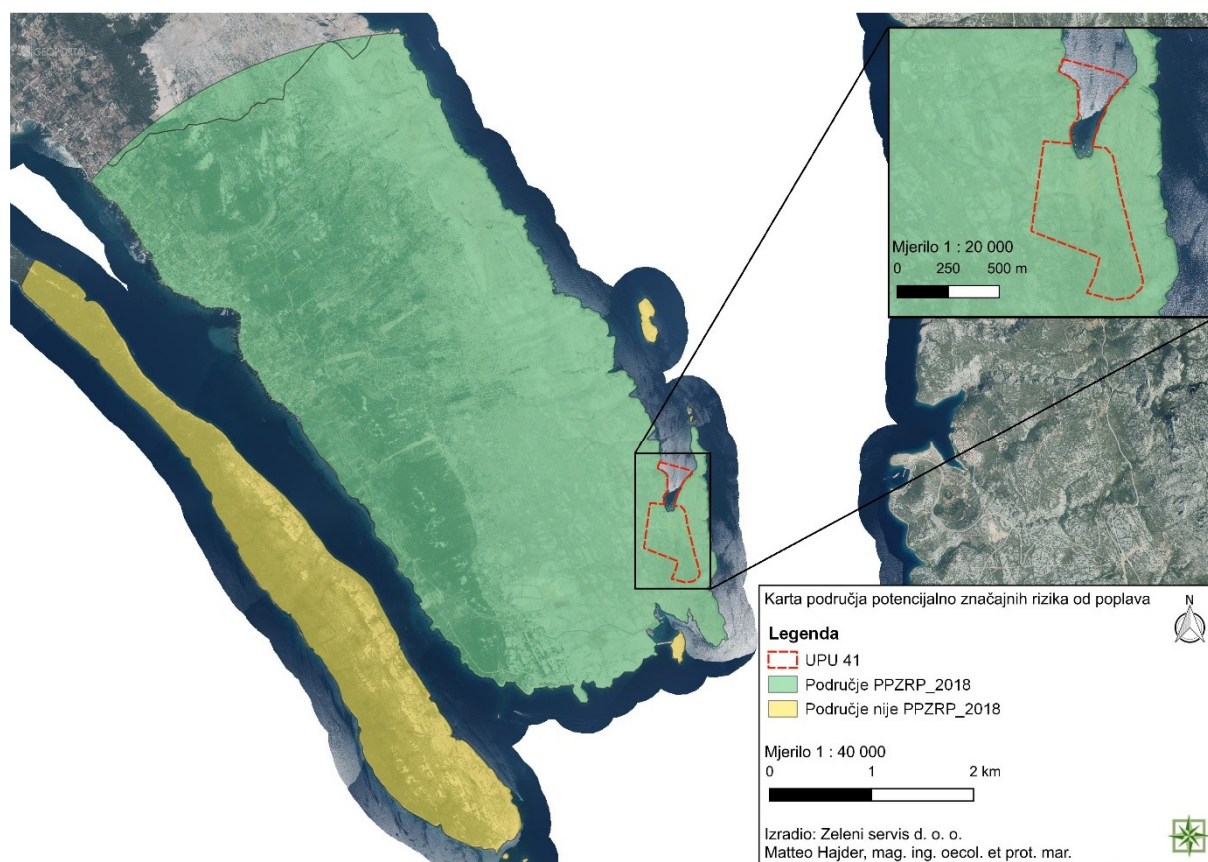 GEOPORTAL
GEOPORTAL
Mjerilo 1 : 20 000
0 250 500 m
Karta područja potencijalno značajnih rizika od poplava
N
Legenda
UPU 41
Područje PPZRP_2018
Područje nije PPZRP_2018
Mjerilo 1 : 40 000
0 1 2 km
Izradio: Zeleni servis d. o. o.
Matteo Hajder, mag. ing. oecol. et prot. mar.